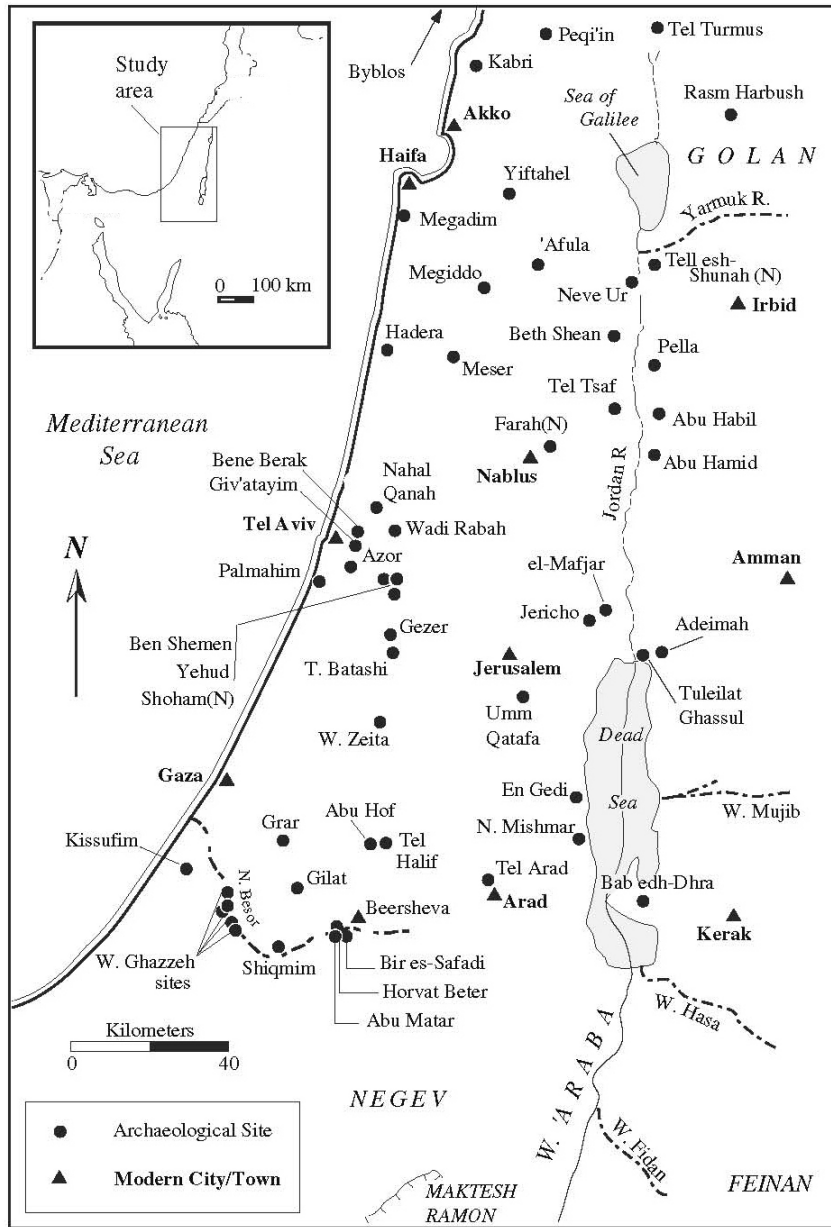 Study
area
0 100 km
Byblos
Peqi'in
Tel Turmus
Kabri
Sea of
Galilee
Rasm Harbush
Akko
GOLAN
Haifa
Yiftahel
Yarmuk R.
Megadim
'Afula
Tell esh-
Shunah (N)
Megiddo
Neve Ur
Irbid
Hadera
Beth Shean
Pella
Meser
Tel Tsaf
Mediterranean
Sea
Abu Habil
Farah(N)
Bene Berak
Giv'atayim
Nahal
Qanah
Nablus
Abu Hamid
Jordan R
Tel Aviv
Wadi Rabah
N
Azor
Palmahim
el-Mafjar
Amman
Jericho
Ben Shemen
Yehud
Shoham(N)
Gezer
Adeimah
T. Batashi
Jerusalem
Tuleilat
Ghassul
Umm
Qatafa
W. Zeita
Dead
Sea
Gaza
En Gedi
W. Mujib
Kissufim
Grar
Abu Hof
Tel
Halif
N. Mishmar
N. Besor
Gilat
Tel Arad
Bab edh-Dhra
Beersheva
Arad
Kerak
W. Ghazzeh
sites
Shiqmim
Bir es-Safadi
Horvat Beter
Abu Matar
W. Hasa
Kilometers
0 40
W. 'ARABA
NEGEV
Archaeological Site
Modern City/Town
W. Fidan
MAKTESH
RAMON
FEINAN